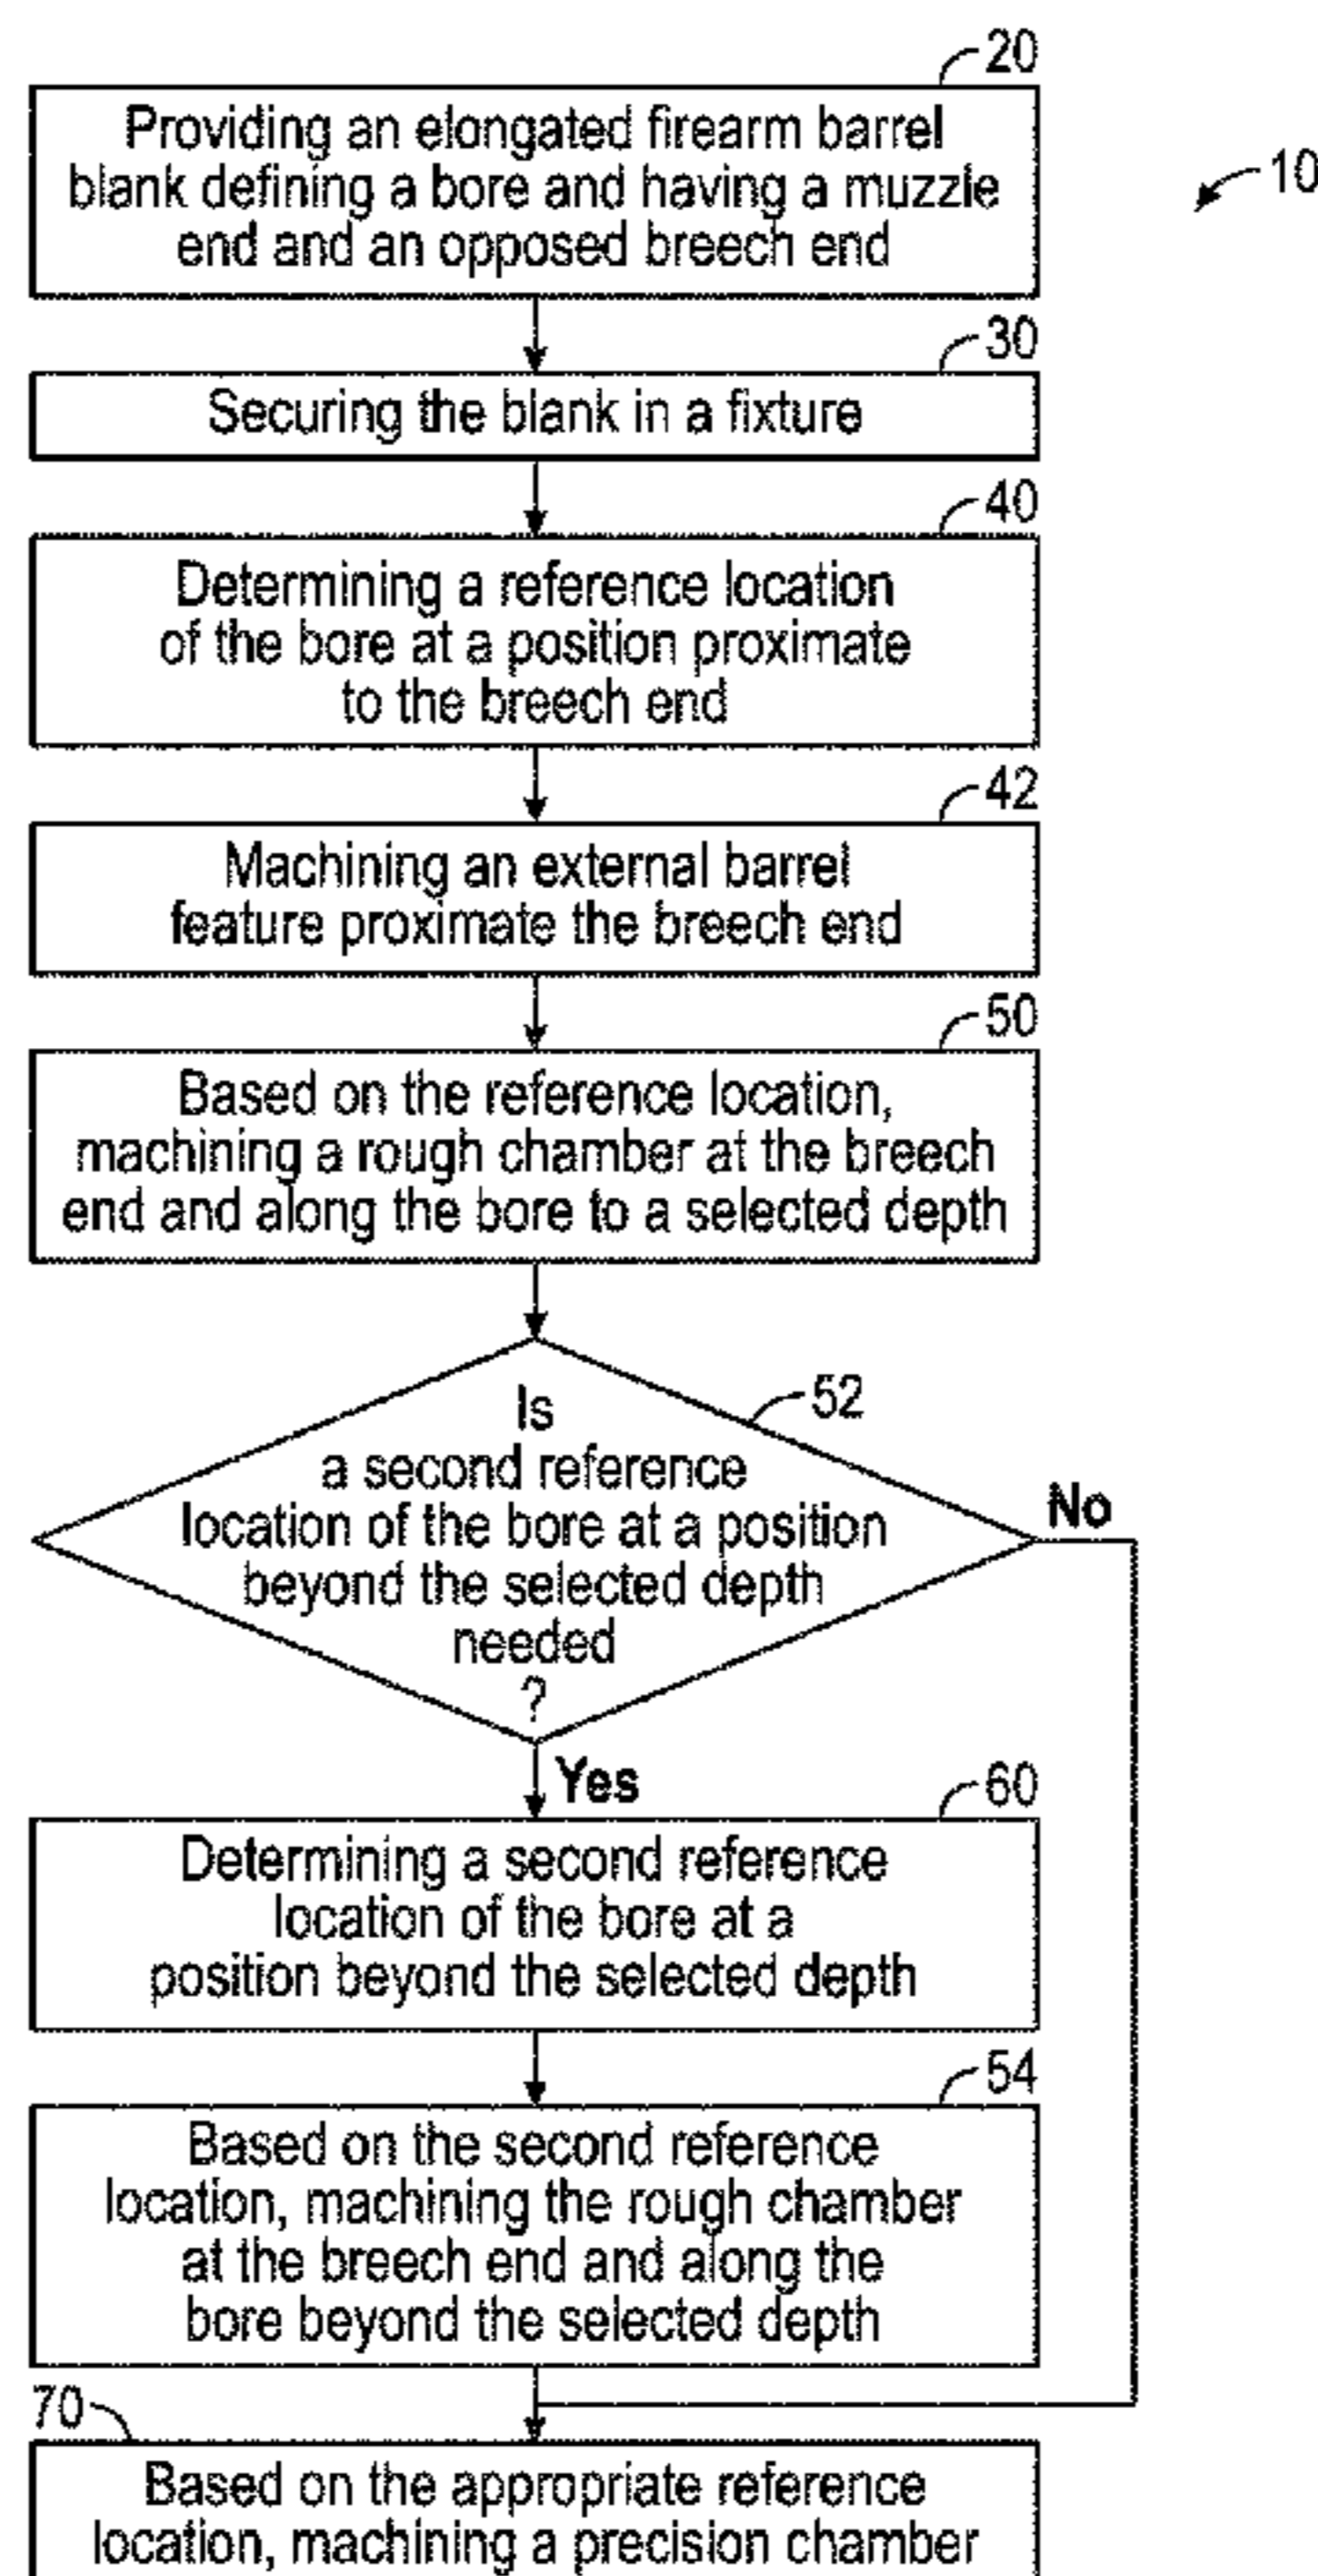 20
Providing an elongated firearm barrel
blank defining a bore and having a muzzle
end and an opposed breech end
10
30
Securing the blank in a fixture
40
Determining a reference location
of the bore at a position proximate
to the breech end
42
Machining an external barrel
feature proximate the breech end
50
Based on the reference location,
machining a rough chamber at the breech
end and along the bore to a selected depth
52
Is
a second reference
location of the bore at a position
beyond the selected depth
needed
?
No
Yes
60
Determining a second reference
location of the bore at a
position beyond the selected depth
54
Based on the second reference
location, machining the rough chamber
at the breech end and along the
bore beyond the selected depth
70
Based on the appropriate reference
location, machining a precision chamber